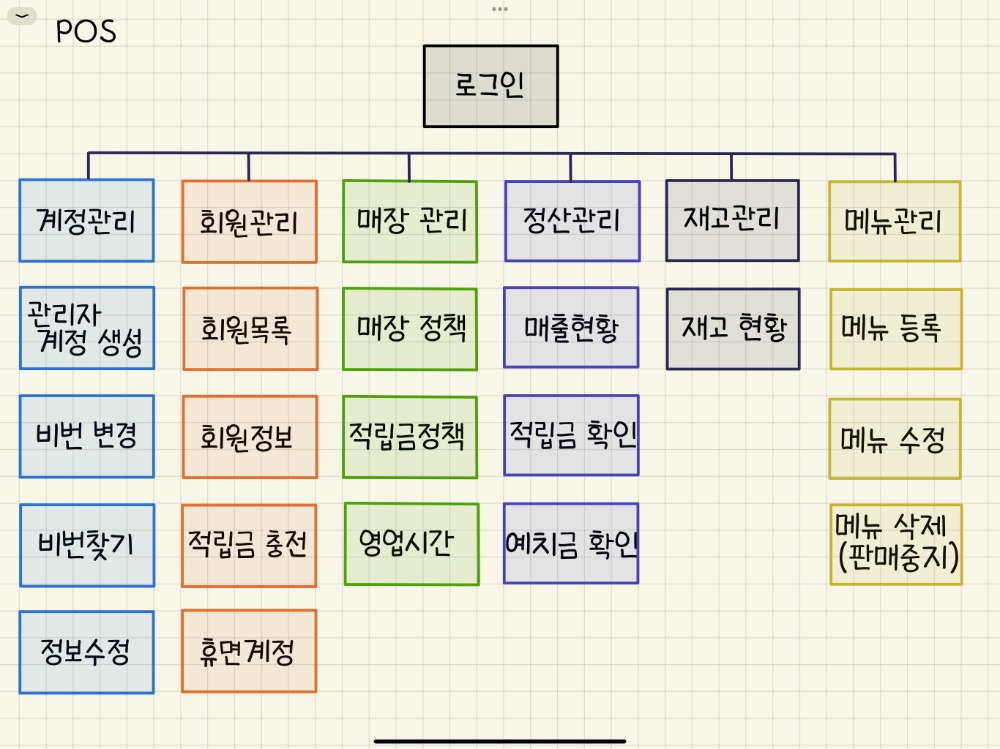 POS
로그인
계정관리
회원관리
매장 관리
정산관리
재고관리
메뉴관리
관리자
계정 생성
회원목록
매장 정책
매출현황
재고 현황
메뉴 등록
비번 변경
회원정보
적립금정책
적립금 확인
메뉴 수정
비번찾기
적립금 충전
영업시간
예치금 확인
메뉴 삭제
(판매중지)
정보수정
휴면계정